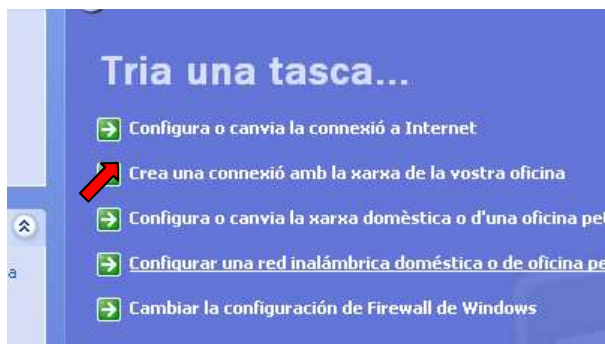 Tria una tasca...
Configura o canvia la connexió a Internet
Crea una connexió amb la xarxa de la vostra oficina
Configura o canvia la xarxa domèstica o d'una oficina pet
Configurar una red inalámbrica doméstica o de oficina pe
a
Cambiar la configuración de Firewall de Windows